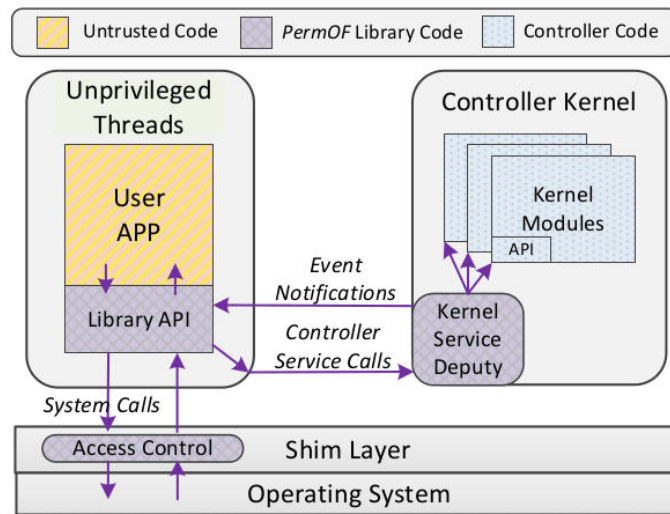 Untrusted Code
PermOF Library Code
Controller Code
Unprivileged
Threads
User
APP
Library API
Controller Kernel
Kernel
Modules
API
Event
Notifications
Controller
Service Calls
Kernel
Service
Deputy
System Calls
Access Control
Shim Layer
Operating System